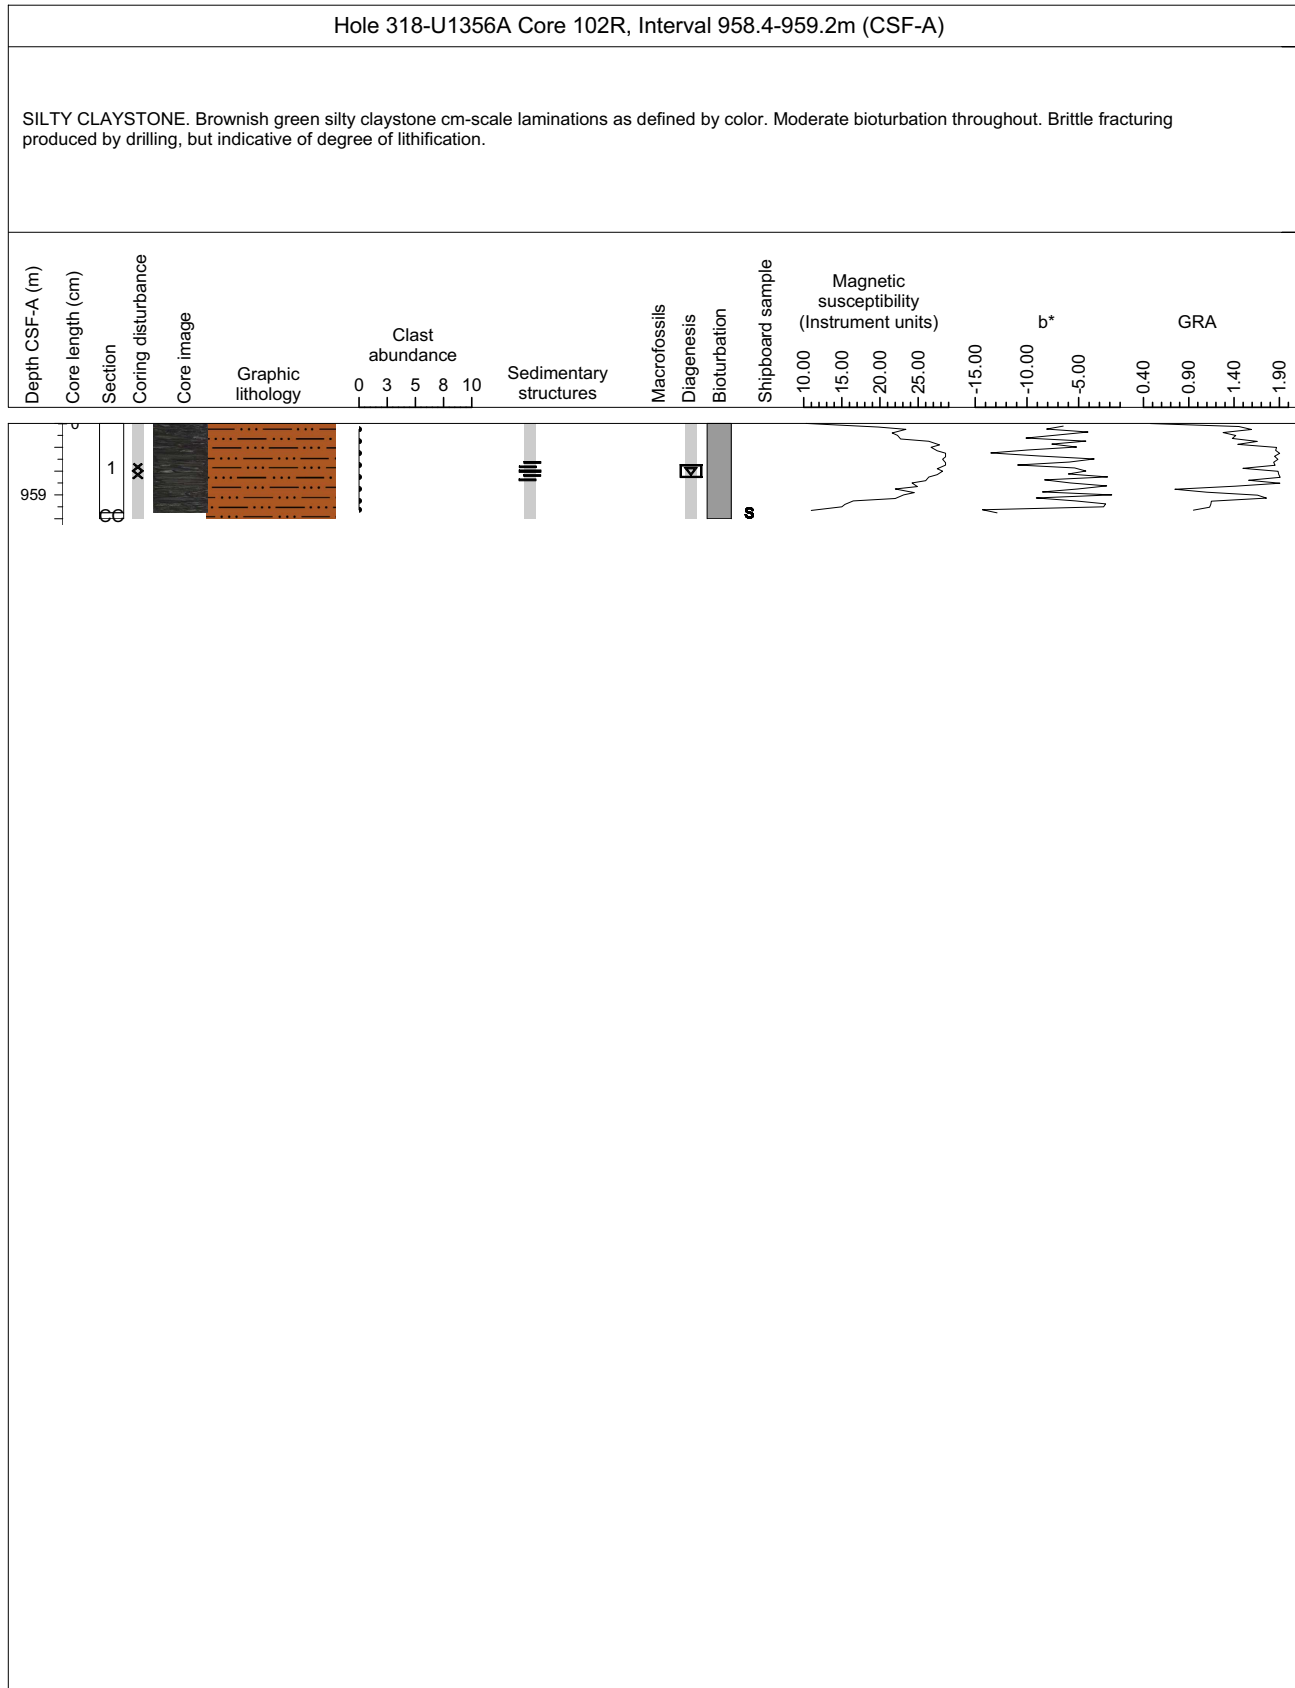 Hole 318-U1356A Core 102R, Interval 958.4-959.2m (CSF-A)
SILTY CLAYSTONE. Brownish green silty claystone cm-scale laminations as defined by color. Moderate bioturbation throughout. Brittle fracturing
produced by drilling, but indicative of degree of lithification.
Depth CSF-A (m)
Core length (cm)
Section
Coring disturbance
Core image
Graphic
lithology
Clast
abundance
0 3 5 8 10
Sedimentary
structures
Macrofossils
Diagenesis
Bioturbation
Shipboard sample
Magnetic
susceptibility
(Instrument units)
10.00 15.00 20.00 25.00
b*
-15.00 -10.00 -5.00
GRA
0.40 0.90 1.40 1.90
0
1
959
CC
S